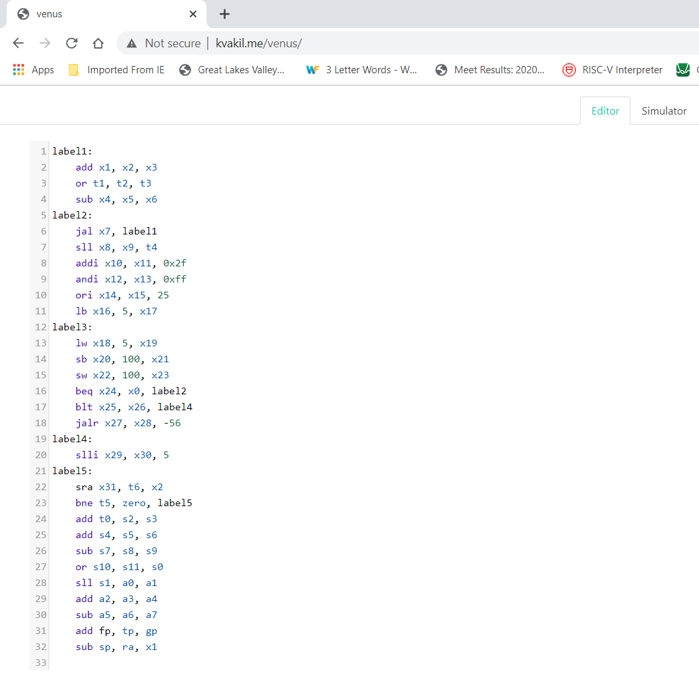 venus
Not secure | kvakil.me/venus/
Apps Imported From IE Great Lakes Valley... 3 Letter Words - W... Meet Results: 2020... RISC-V Interpreter
Editor Simulator
1 label1:
2 add x1, x2, x3
3 or t1, t2, t3
4 sub x4, x5, x6
5 label2:
6 jal x7, label1
7 sll x8, x9, t4
8 addi x10, x11, 0x2f
9 andi x12, x13, 0xff
10 ori x14, x15, 25
11 lb x16, 5, x17
12 label3:
13 lw x18, 5, x19
14 sb x20, 100, x21
15 sw x22, 100, x23
16 beq x24, x0, label2
17 blt x25, x26, label4
18 jalr x27, x28, -56
19 label4:
20 slli x29, x30, 5
21 label5:
22 sra x31, t6, x2
23 bne t5, zero, label5
24 add t0, s2, s3
25 add s4, s5, s6
26 sub s7, s8, s9
27 or s10, s11, s0
28 sll s1, a0, a1
29 add a2, a3, a4
30 sub a5, a6, a7
31 add fp, tp, gp
32 sub sp, ra, x1
33